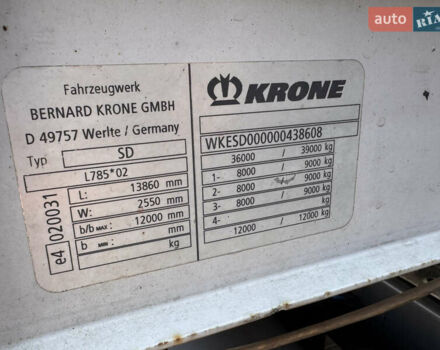 auto RIA
Fahrzeugwerk
BERNARD KRONE GMBH
D 49757 Werlte / Germany
Typ SD
L785*02
L: 13860 mm
W: 2550 mm
b/b MAX: 12000 mm
b MIN: mm
kg
e4 020031
KRONE
WKESD000000438608
36000 / 39000 kg
1- 8000 / 9000 kg
2- 8000 / 9000 kg
3- 8000 / 9000 kg
4- / kg
12000 / 12000 kg